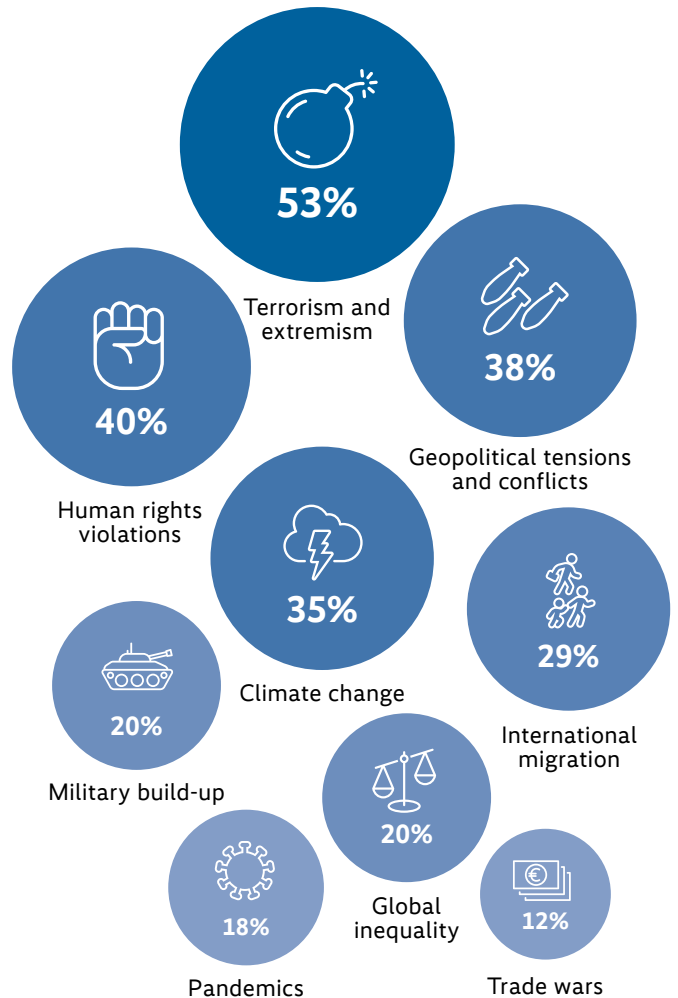 53%
Terrorism and
extremism
38%
Geopolitical tensions
and conflicts
40%
Human rights
violations
35%
Climate change
29%
International
migration
20%
Military build-up
20%
Global
inequality
18%
Pandemics
€
12%
Trade wars